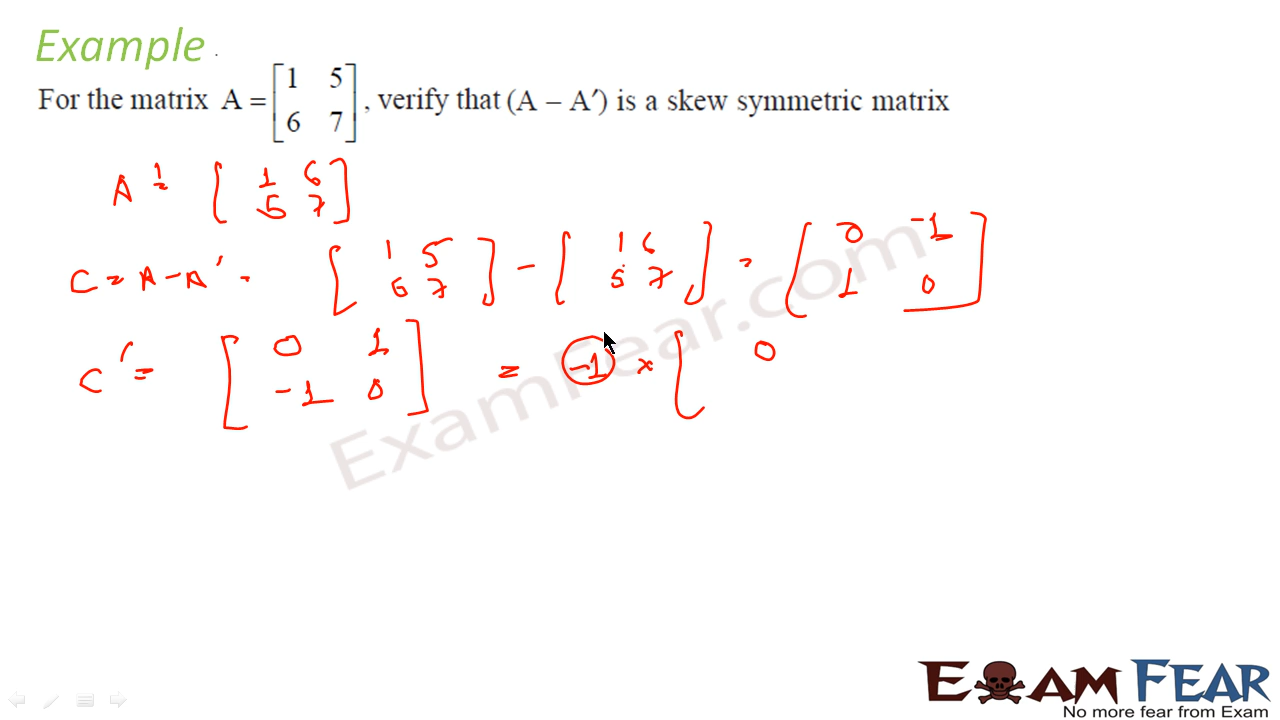 Example .
For the matrix A = [1 5; 6 7], verify that (A − A′) is a skew symmetric matrix
A' = [1 6; 5 7]
C = A - A' = [1 5; 6 7] - [1 6; 5 7] = [0 -1; 1 0]
C' = [0 1; -1 0] = -1 × [0
ExamFear.com
EXAM FEAR
No more fear from Exam